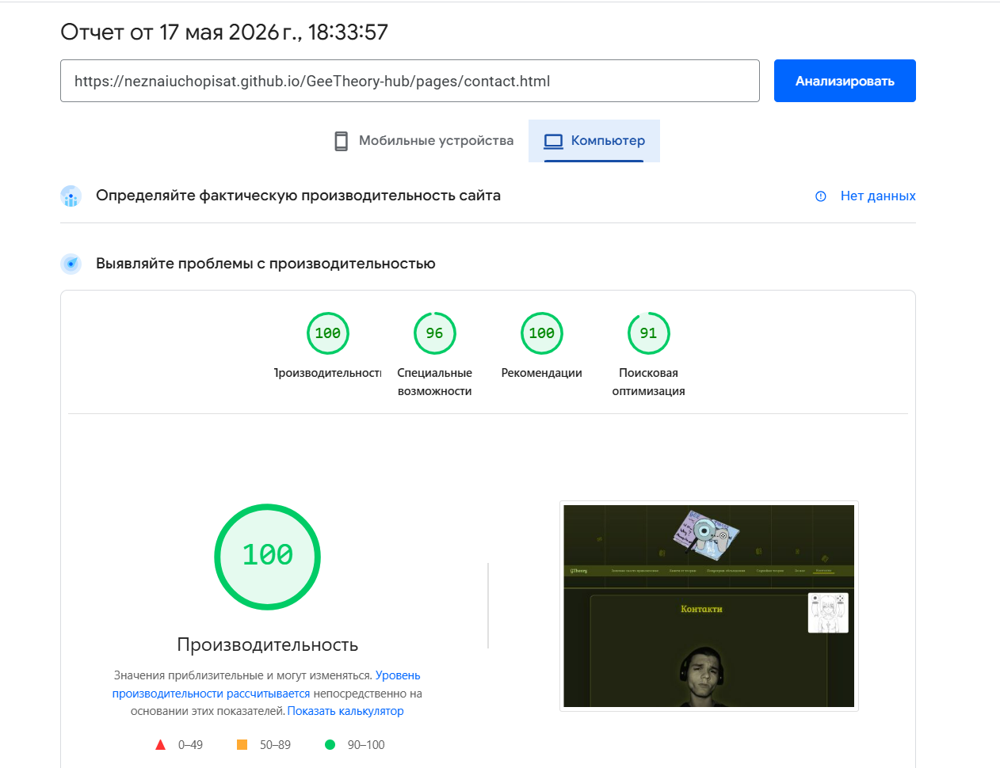 Отчет от 17 мая 2026 г., 18:33:57
https://neznaiuchopisat.github.io/GeeTheory-hub/pages/contact.html
Анализировать
Мобильные устройства
Компьютер
Определяйте фактическую производительность сайта
Нет данных
Выявляйте проблемы с производительностью
100
96
100
91
Производительность
Специальные возможности
Рекомендации
Поисковая оптимизация
100
Производительность
Значения приблизительные и могут изменяться. Уровень
производительности рассчитывается непосредственно на
основании этих показателей. Показать калькулятор
0–49
50–89
90–100
Контакти